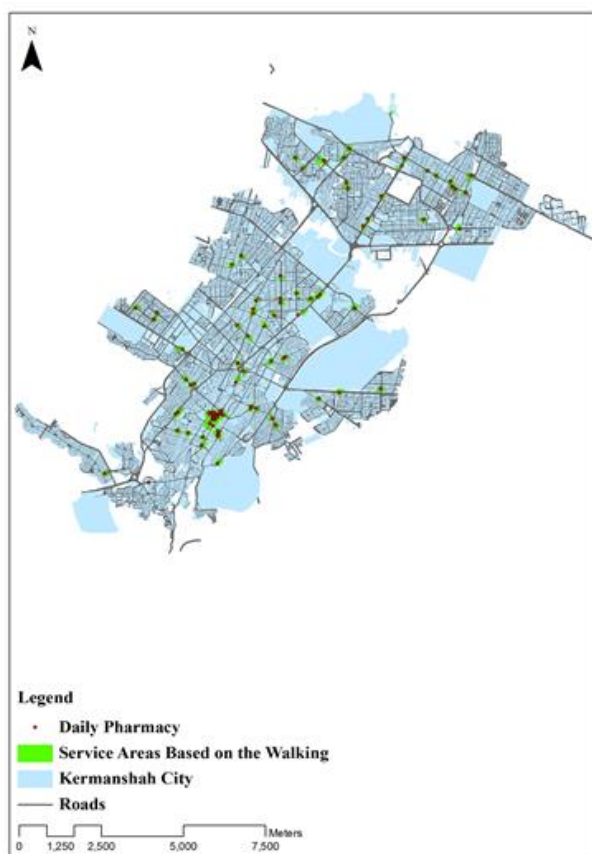 N
Legend
Daily Pharmacy
Service Areas Based on the Walking
Kermanshah City
Roads
Meters
0 1,250 2,500 5,000 7,500